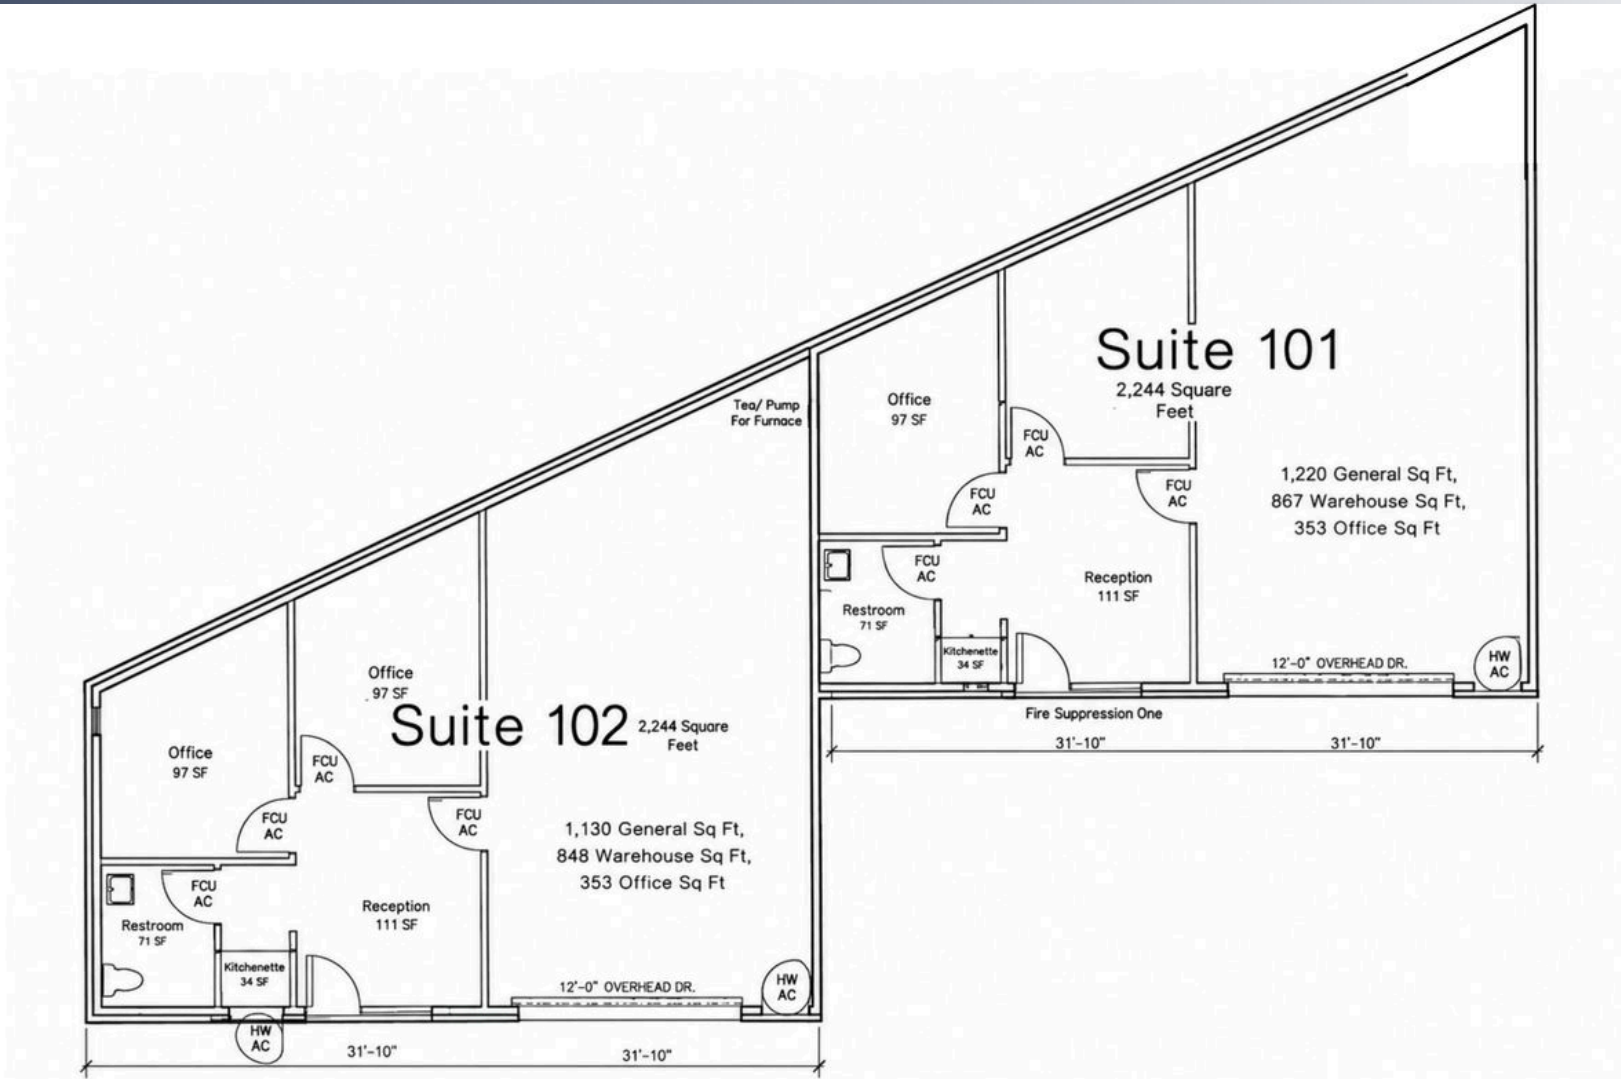 Suite 101
2,244 Square
Feet
Office
97 SF
Tea/ Pump
For Furnace
FCU
AC
FCU
AC
FCU
AC
FCU
AC
1,220 General Sq Ft,
867 Warehouse Sq Ft,
353 Office Sq Ft
Reception
111 SF
Restroom
71 SF
Kitchenette
34 SF
12'-0" OVERHEAD DR.
HW
AC
Fire Suppression One
31'-10"
31'-10"
Office
97 SF
Suite 102
2,244 Square
Feet
Office
97 SF
FCU
AC
FCU
AC
FCU
AC
FCU
AC
1,130 General Sq Ft,
848 Warehouse Sq Ft,
353 Office Sq Ft
Reception
111 SF
Restroom
71 SF
Kitchenette
34 SF
12'-0" OVERHEAD DR.
HW
AC
HW
AC
31'-10"
31'-10"